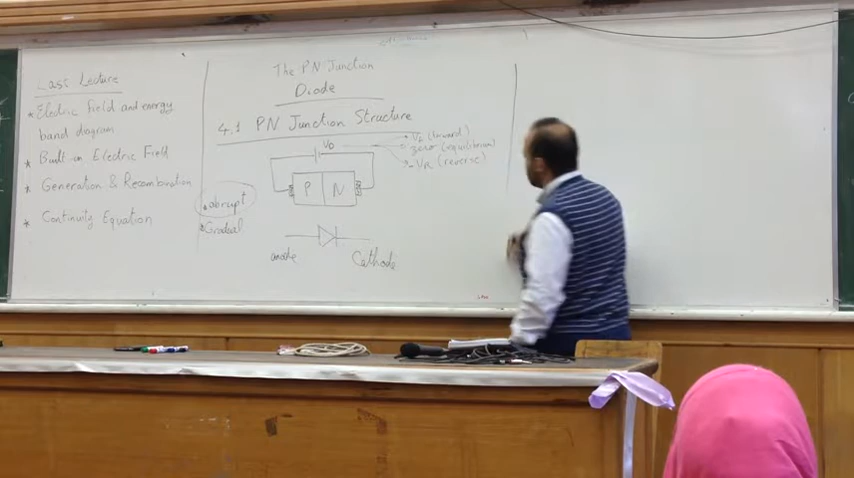 Last Lecture
* Electric Field and energy
band diagram
* Built-in Electric Field
* Generation & Recombination
* Continuity Equation
The PN Junction
Diode
4.1 PN Junction Structure
VD
(forward)
zero (equilibrium)
-VR (reverse)
P N
abrupt
Gradual
anode
Cathode